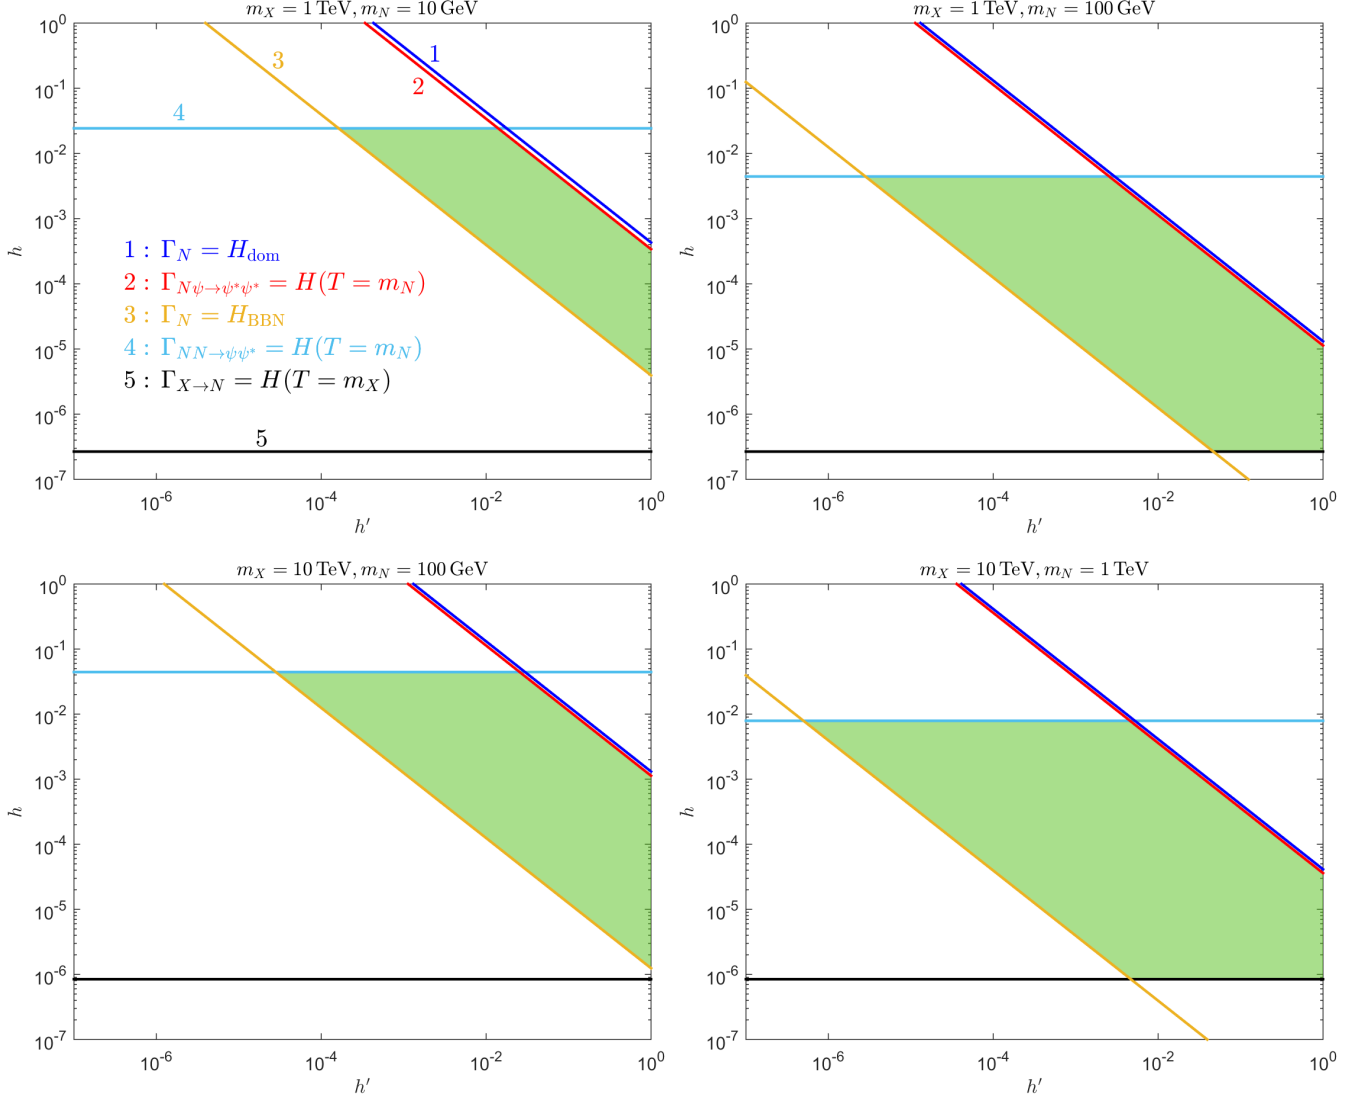 m_X = 1 TeV, m_N = 10 GeV
10^0
10^-1
10^-2
10^-3
10^-4
10^-5
10^-6
10^-7
h
3
1
2
4
1 : Γ_N = H_dom
2 : Γ_{Nψ→ψ*ψ*} = H(T = m_N)
3 : Γ_N = H_BBN
4 : Γ_{NN→ψψ*} = H(T = m_N)
5 : Γ_{X→N} = H(T = m_X)
5
10^-6 10^-4 10^-2 10^0
h′
m_X = 1 TeV, m_N = 100 GeV
10^0
10^-1
10^-2
10^-3
10^-4
10^-5
10^-6
10^-7
h
10^-6 10^-4 10^-2 10^0
h′
m_X = 10 TeV, m_N = 100 GeV
10^0
10^-1
10^-2
10^-3
10^-4
10^-5
10^-6
10^-7
h
10^-6 10^-4 10^-2 10^0
h′
m_X = 10 TeV, m_N = 1 TeV
10^0
10^-1
10^-2
10^-3
10^-4
10^-5
10^-6
10^-7
h
10^-6 10^-4 10^-2 10^0
h′